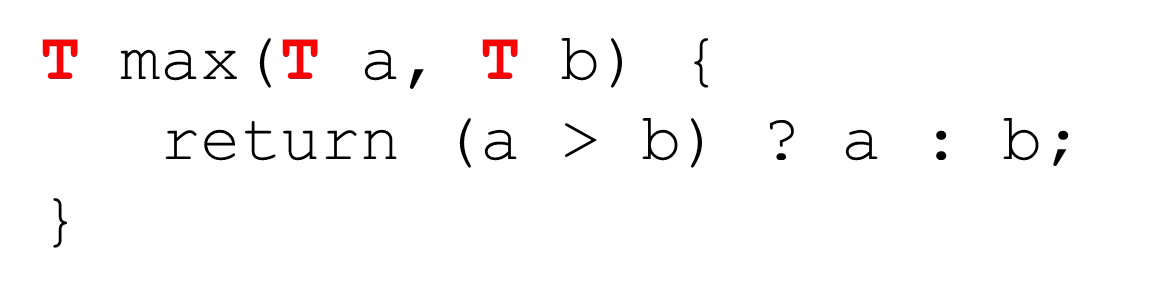 T max(T a, T b) {
return (a > b) ? a : b;
}